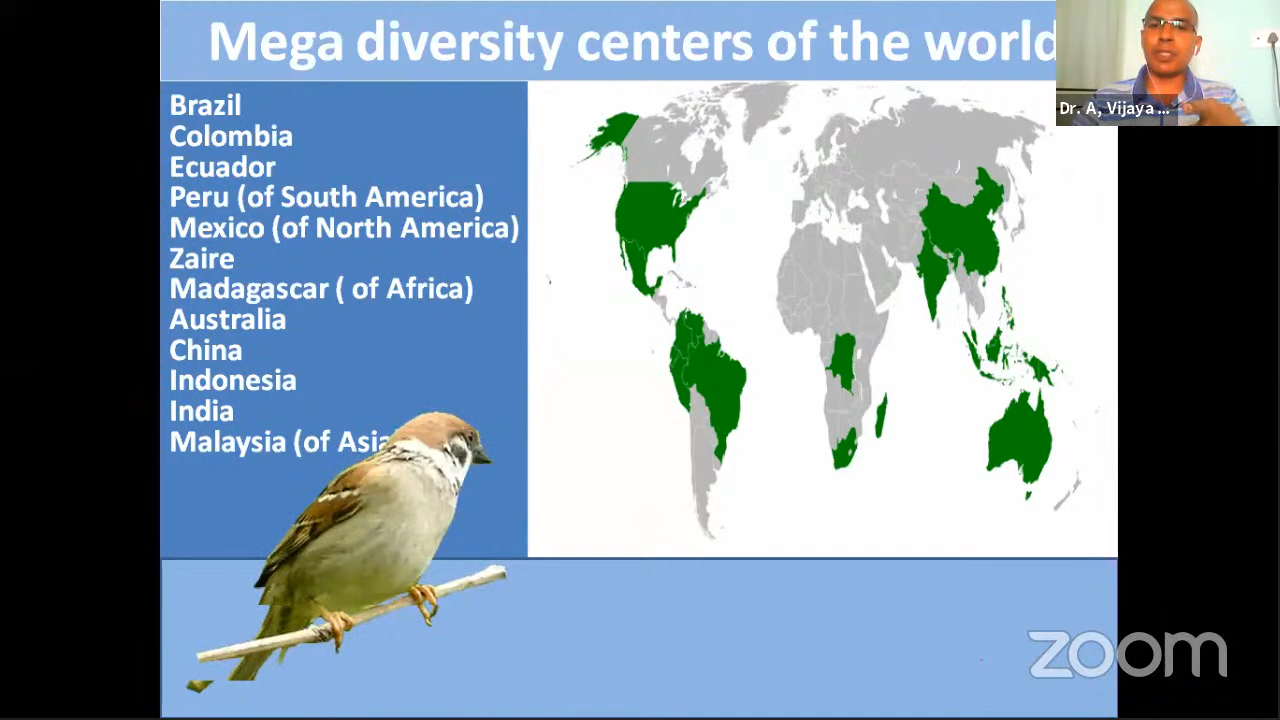 Mega diversity centers of the world
Brazil
Colombia
Ecuador
Peru (of South America)
Mexico (of North America)
Zaire
Madagascar ( of Africa)
Australia
China
Indonesia
India
Malaysia (of Asia
Dr. A, Vijaya ...
zoom